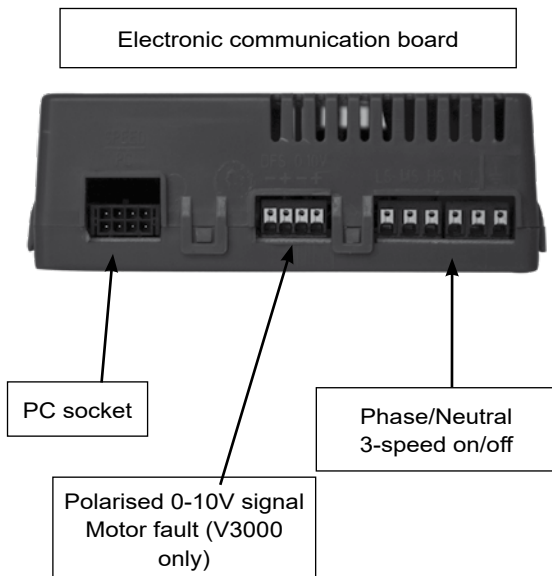 Electronic communication board
- + - +
PC socket
Phase/Neutral
3-speed on/off
Polarised 0-10V signal
Motor fault (V3000
only)